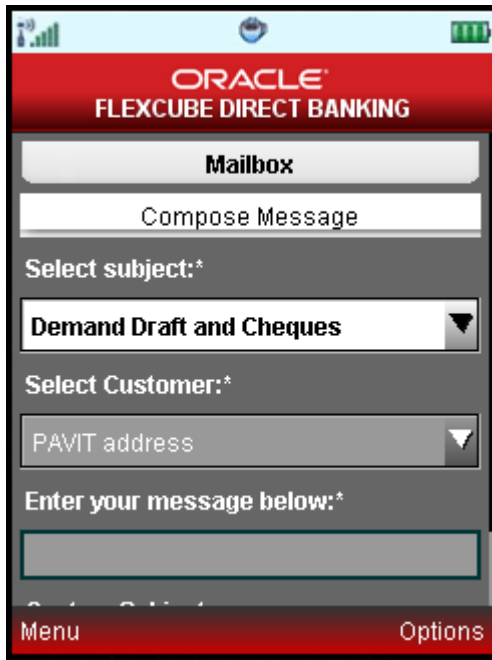 ORACLE
FLEXCUBE DIRECT BANKING
Mailbox
Compose Message
Select subject:*
Demand Draft and Cheques
Select Customer:*
PAVIT address
Enter your message below:*
Menu
Options